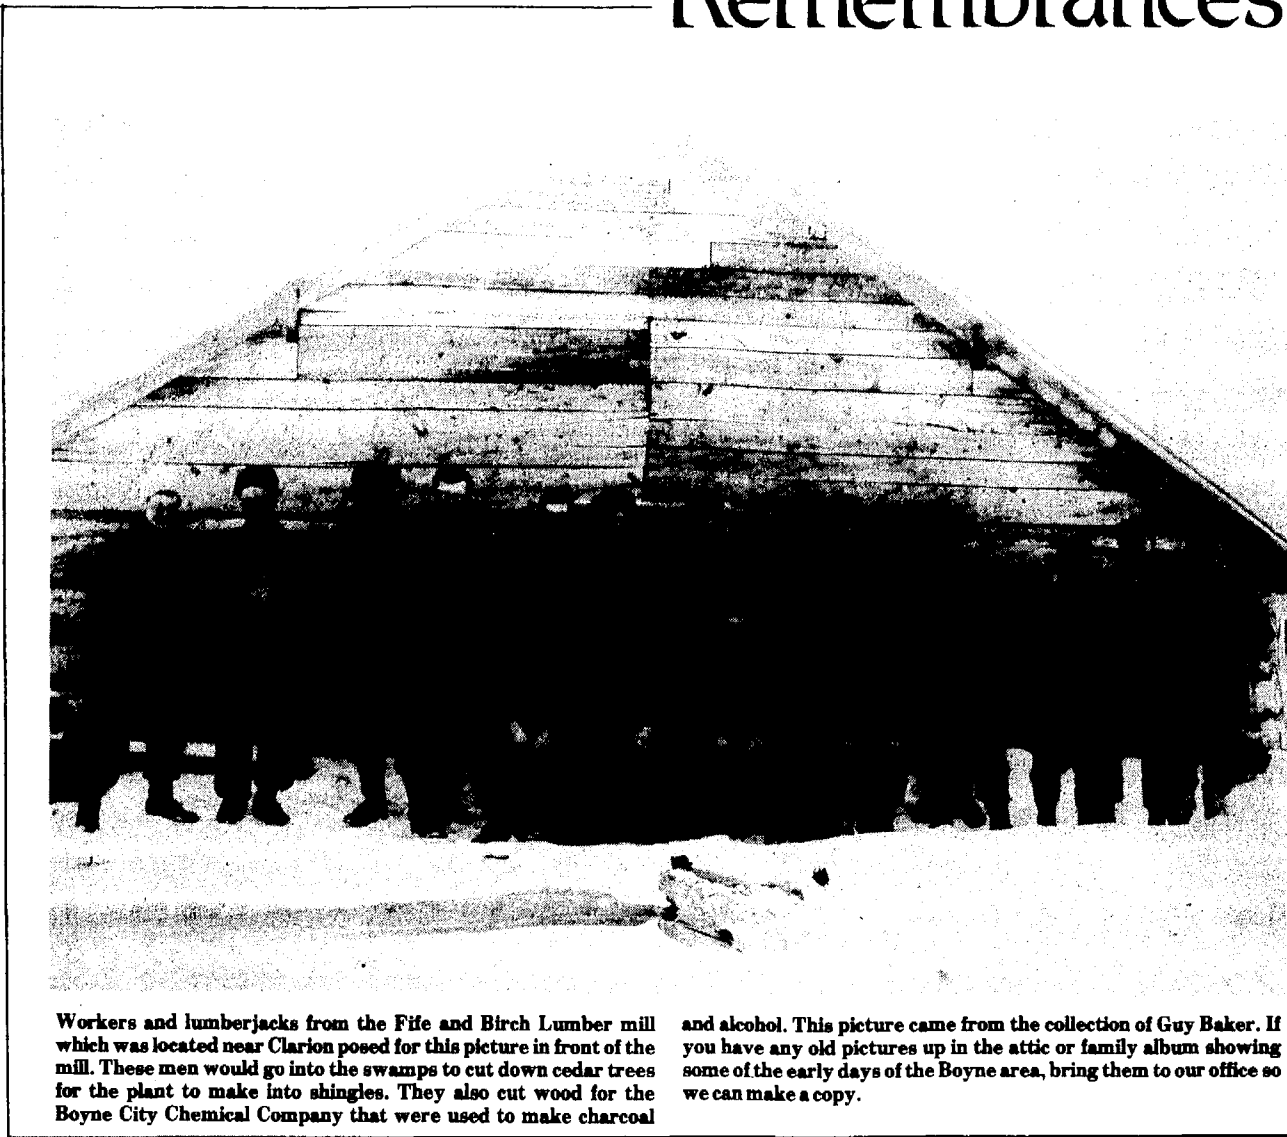 Remembrances
Workers and lumberjacks from the Fife and Birch Lumber mill
which was located near Clarion posed for this picture in front of the
mill. These men would go into the swamps to cut down cedar trees
for the plant to make into shingles. They also cut wood for the
Boyne City Chemical Company that were used to make charcoal
and alcohol. This picture came from the collection of Guy Baker. If
you have any old pictures up in the attic or family album showing
some of the early days of the Boyne area, bring them to our office so
we can make a copy.